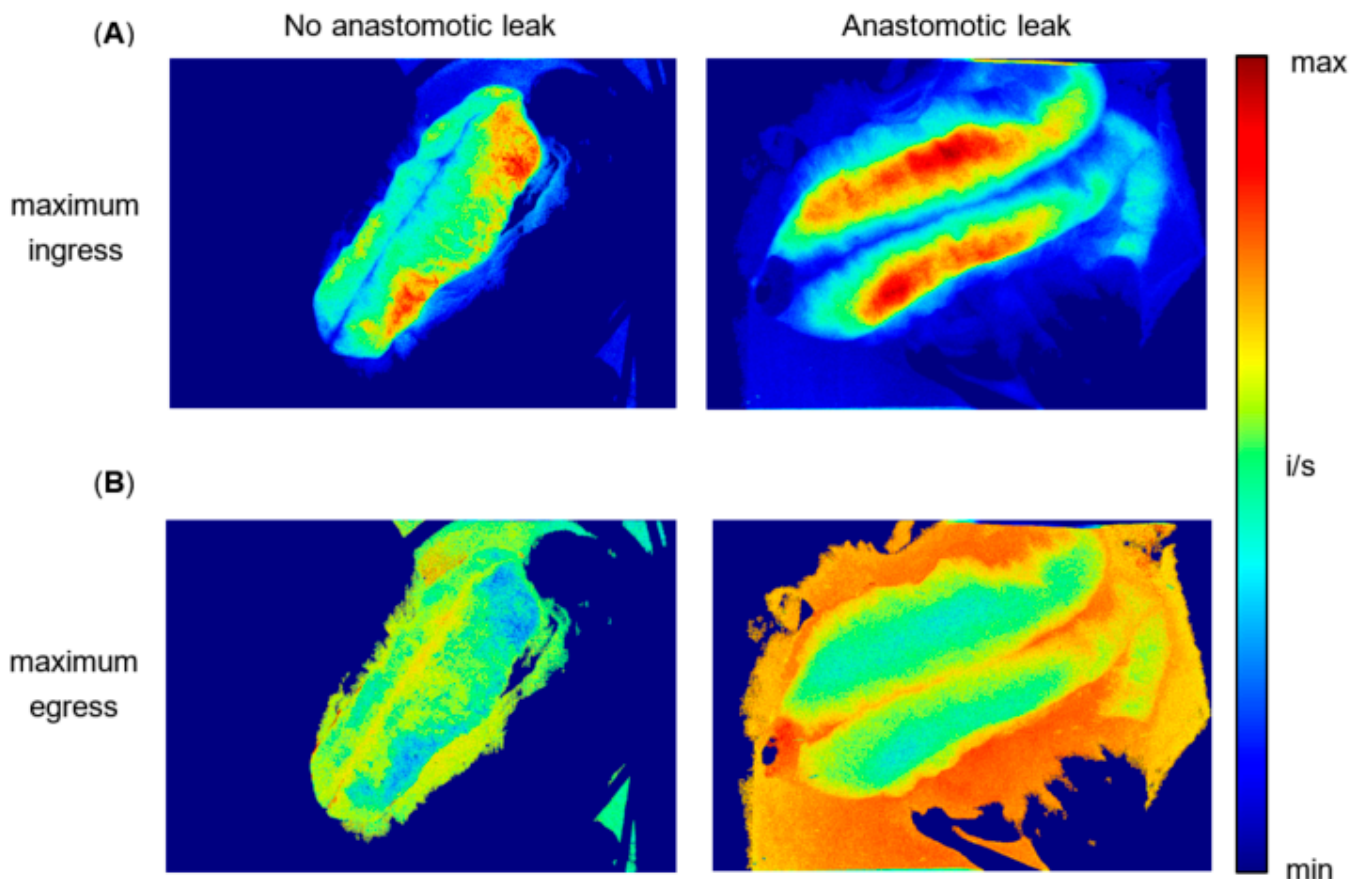 (A)
No anastomotic leak
Anastomotic leak
max
maximum
ingress
i/s
(B)
maximum
egress
min